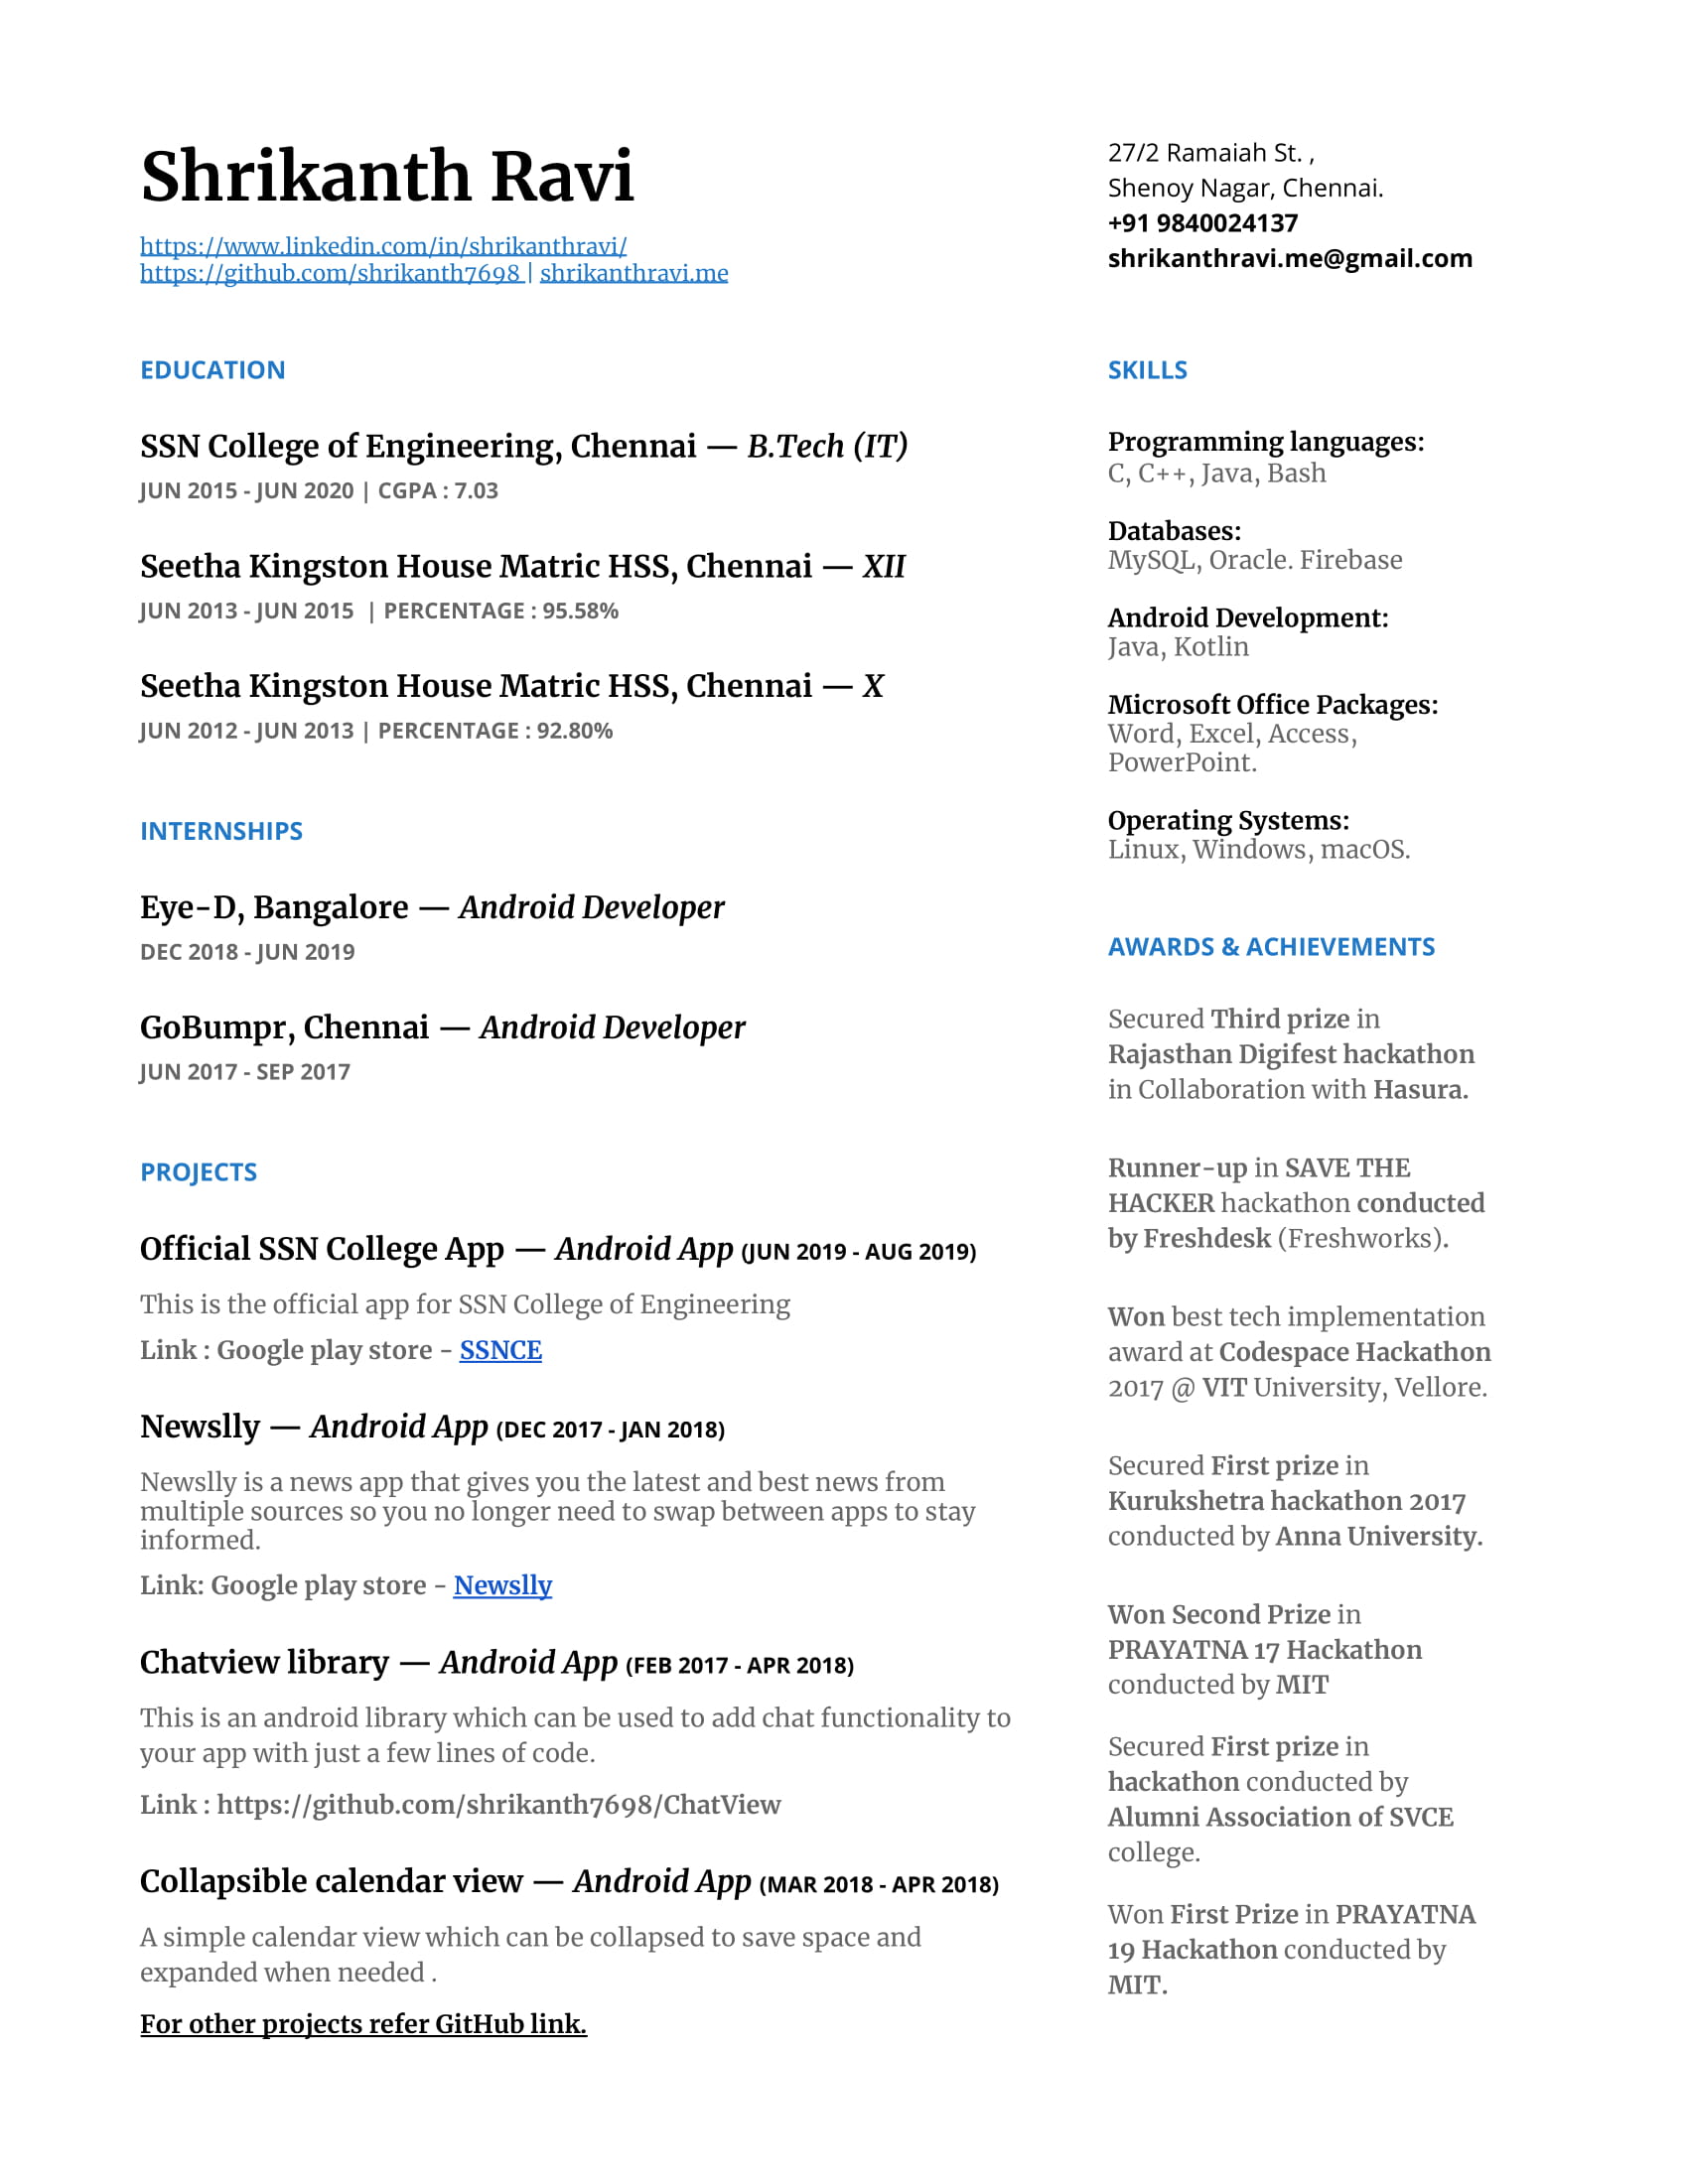 Shrikanth Ravi
https://www.linkedin.com/in/shrikanthravi/
https://github.com/shrikanth7698 | shrikanthravi.me
27/2 Ramaiah St. ,
Shenoy Nagar, Chennai.
+91 9840024137
shrikanthravi.me@gmail.com
EDUCATION
SSN College of Engineering, Chennai — B.Tech (IT)
JUN 2015 - JUN 2020 | CGPA : 7.03
Seetha Kingston House Matric HSS, Chennai — XII
JUN 2013 - JUN 2015 | PERCENTAGE : 95.58%
Seetha Kingston House Matric HSS, Chennai — X
JUN 2012 - JUN 2013 | PERCENTAGE : 92.80%
INTERNSHIPS
Eye-D, Bangalore — Android Developer
DEC 2018 - JUN 2019
GoBumpr, Chennai — Android Developer
JUN 2017 - SEP 2017
PROJECTS
Official SSN College App — Android App (JUN 2019 - AUG 2019)
This is the official app for SSN College of Engineering
Link : Google play store - SSNCE
Newslly — Android App (DEC 2017 - JAN 2018)
Newslly is a news app that gives you the latest and best news from
multiple sources so you no longer need to swap between apps to stay
informed.
Link: Google play store - Newslly
Chatview library — Android App (FEB 2017 - APR 2018)
This is an android library which can be used to add chat functionality to
your app with just a few lines of code.
Link : https://github.com/shrikanth7698/ChatView
Collapsible calendar view — Android App (MAR 2018 - APR 2018)
A simple calendar view which can be collapsed to save space and
expanded when needed .
For other projects refer GitHub link.
SKILLS
Programming languages:
C, C++, Java, Bash
Databases:
MySQL, Oracle. Firebase
Android Development:
Java, Kotlin
Microsoft Office Packages:
Word, Excel, Access,
PowerPoint.
Operating Systems:
Linux, Windows, macOS.
AWARDS & ACHIEVEMENTS
Secured Third prize in
Rajasthan Digifest hackathon
in Collaboration with Hasura.
Runner-up in SAVE THE
HACKER hackathon conducted
by Freshdesk (Freshworks).
Won best tech implementation
award at Codespace Hackathon
2017 @ VIT University, Vellore.
Secured First prize in
Kurukshetra hackathon 2017
conducted by Anna University.
Won Second Prize in
PRAYATNA 17 Hackathon
conducted by MIT
Secured First prize in
hackathon conducted by
Alumni Association of SVCE
college.
Won First Prize in PRAYATNA
19 Hackathon conducted by
MIT.